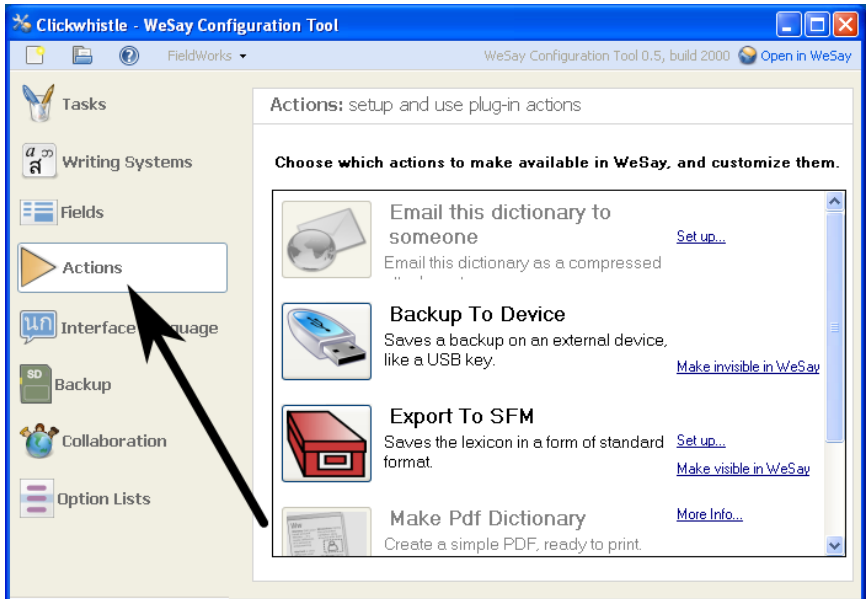 Clickwhistle - WeSay Configuration Tool
FieldWorks
WeSay Configuration Tool 0.5, build 2000
Open in WeSay
Tasks
Writing Systems
Fields
Actions
Interface
Backup
Collaboration
Option Lists
Actions: setup and use plug-in actions
Choose which actions to make available in WeSay, and customize them.
Email this dictionary to
someone
Set up...
Email this dictionary as a compressed
Backup To Device
Saves a backup on an external device,
like a USB key.
Make invisible in WeSay
Export To SFM
Saves the lexicon in a form of standard
format.
Set up...
Make visible in WeSay
Make Pdf Dictionary
More Info...
Create a simple PDF, ready to print.